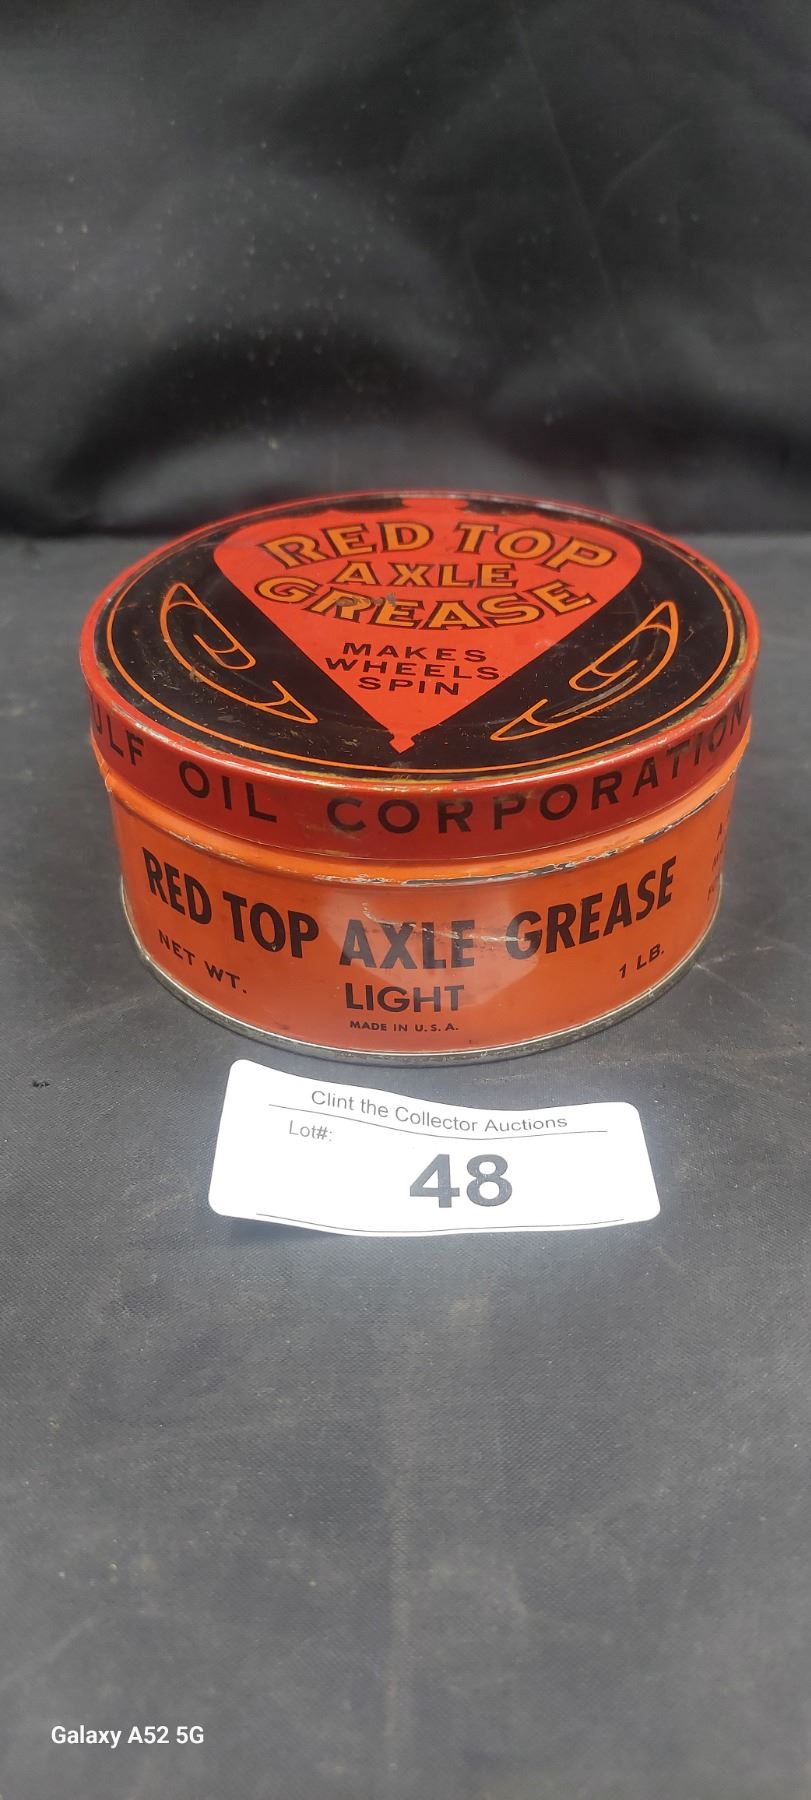 RED TOP
AXLE
GREASE
MAKES
WHEELS
SPIN
ULF OIL CORPORATION
RED TOP AXLE GREASE
NET WT. 1 LB.
LIGHT
MADE IN U.S.A.
Clint the Collector Auctions
Lot#:
48
Galaxy A52 5G